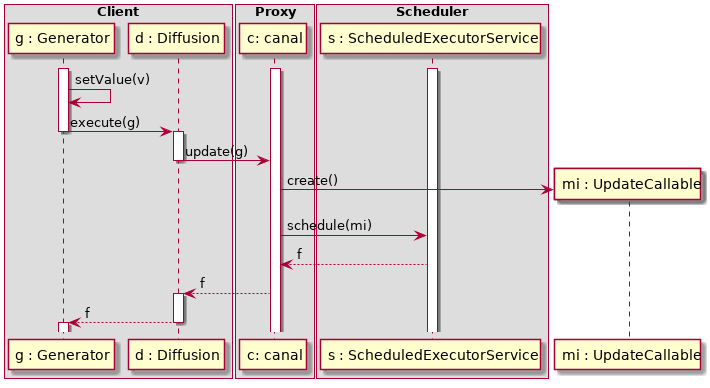 Client
Proxy
Scheduler
g : Generator
d : Diffusion
c: canal
s : ScheduledExecutorService
setValue(v)
execute(g)
update(g)
mi : UpdateCallable
create()
schedule(mi)
f
f
f
g : Generator
d : Diffusion
c: canal
s : ScheduledExecutorService
mi : UpdateCallable